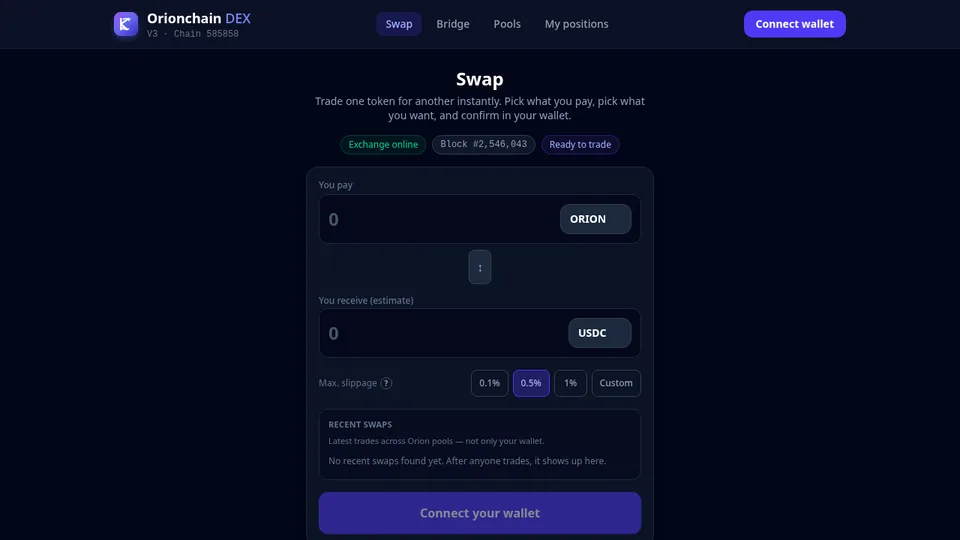 Orionchain DEX
V3 · Chain 585858
Swap
Bridge
Pools
My positions
Connect wallet
Swap
Trade one token for another instantly. Pick what you pay, pick what
you want, and confirm in your wallet.
Exchange online
Block #2,546,043
Ready to trade
You pay
0
ORION
↕
You receive (estimate)
0
USDC
Max. slippage ?
0.1%
0.5%
1%
Custom
RECENT SWAPS
Latest trades across Orion pools — not only your wallet.
No recent swaps found yet. After anyone trades, it shows up here.
Connect your wallet